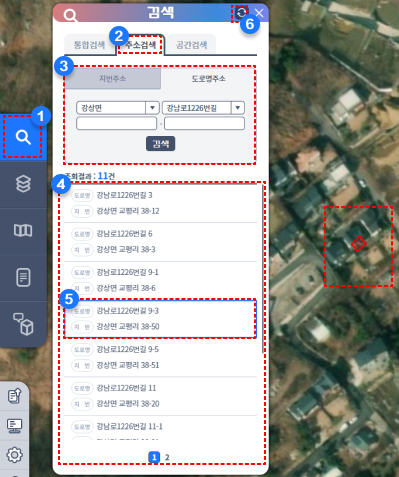 검색
6
통합검색
2
주소검색
공간검색
3
지번주소
도로명주소
강상면
강남로1226번길
-
검색
1
조회결과 : 11건
4
도로명 강남로1226번길 3
지 번 강상면 교평리 38-12
도로명 강남로1226번길 6
지 번 강상면 교평리 38-3
도로명 강남로1226번길 9-1
지 번 강상면 교평리 38-6
5
도로명 강남로1226번길 9-3
지 번 강상면 교평리 38-50
도로명 강남로1226번길 9-5
지 번 강상면 교평리 38-51
도로명 강남로1226번길 11
지 번 강상면 교평리 38-20
도로명 강남로1226번길 11-1
1 2